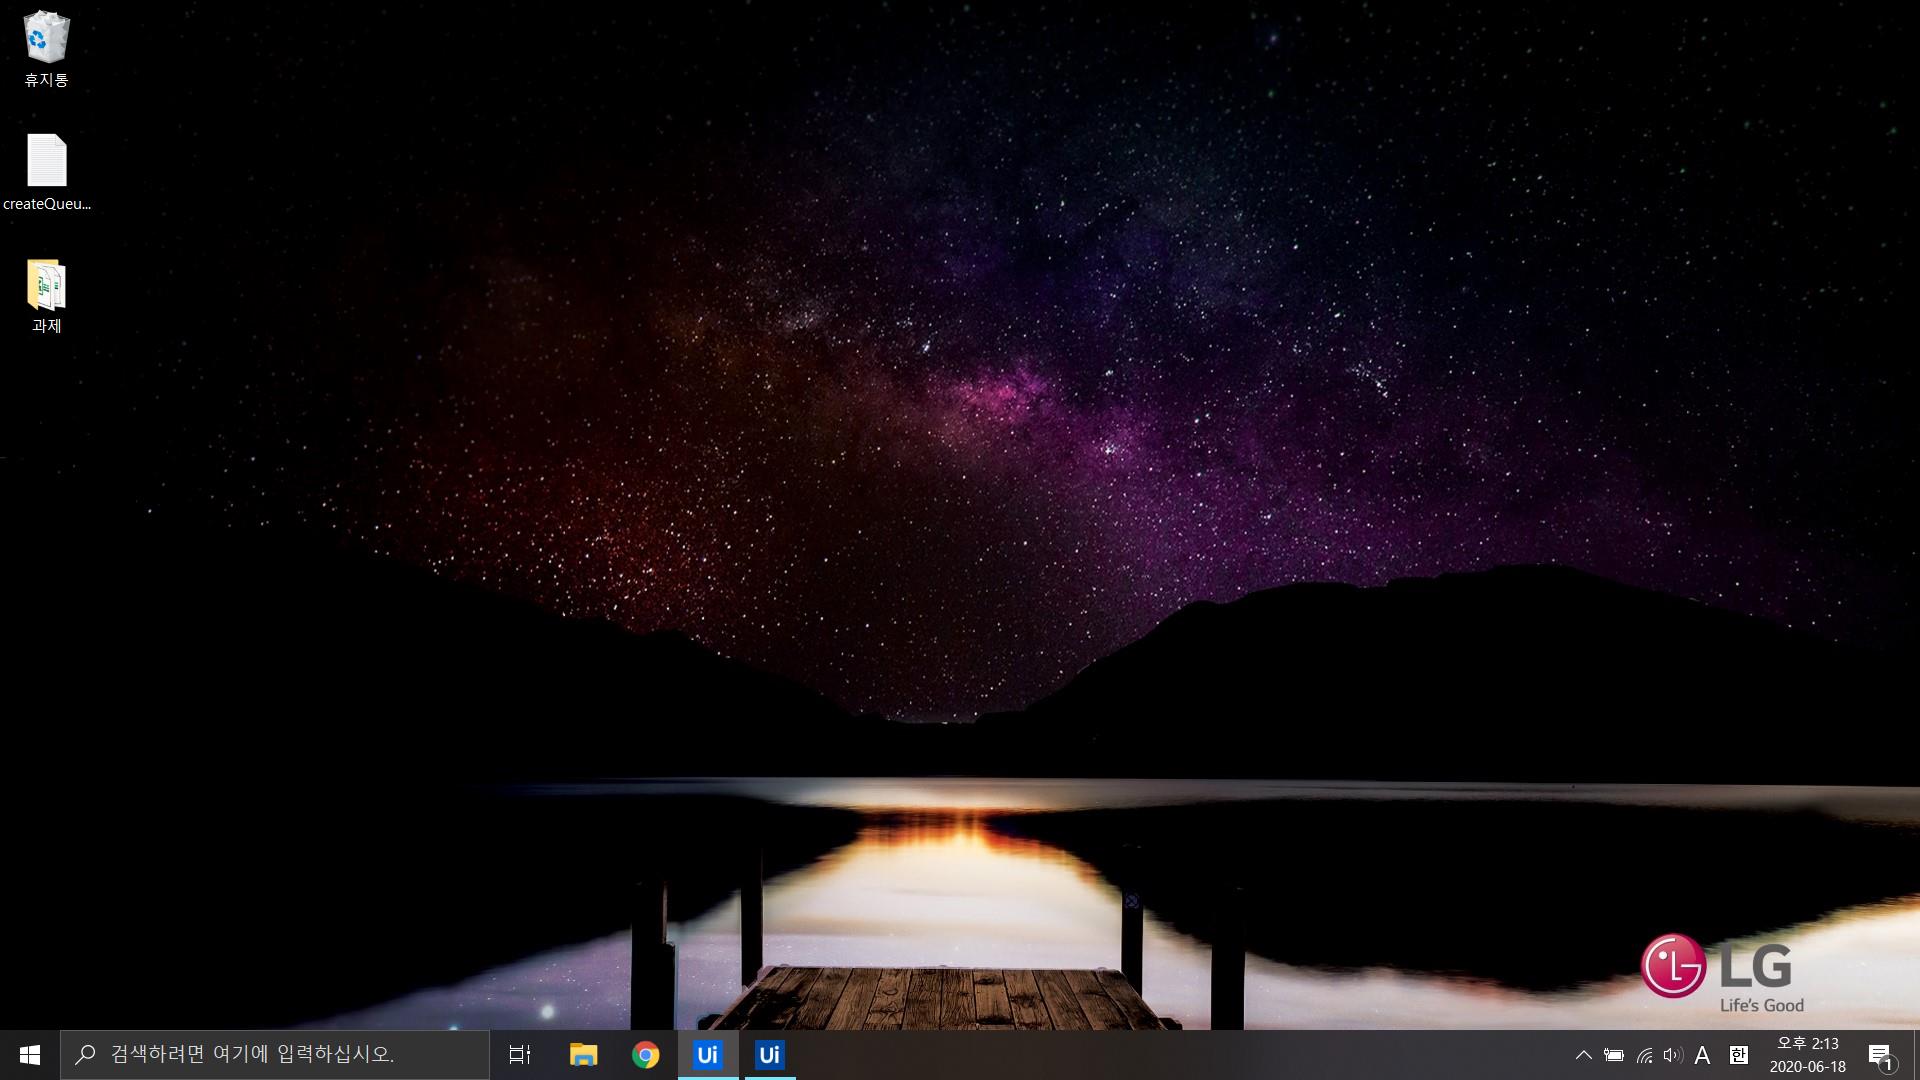 휴지통
createQueu...
과제
LG
Life's Good
검색하려면 여기에 입력하십시오.
Ui
Ui
A
한
오후 2:13
2020-06-18
1